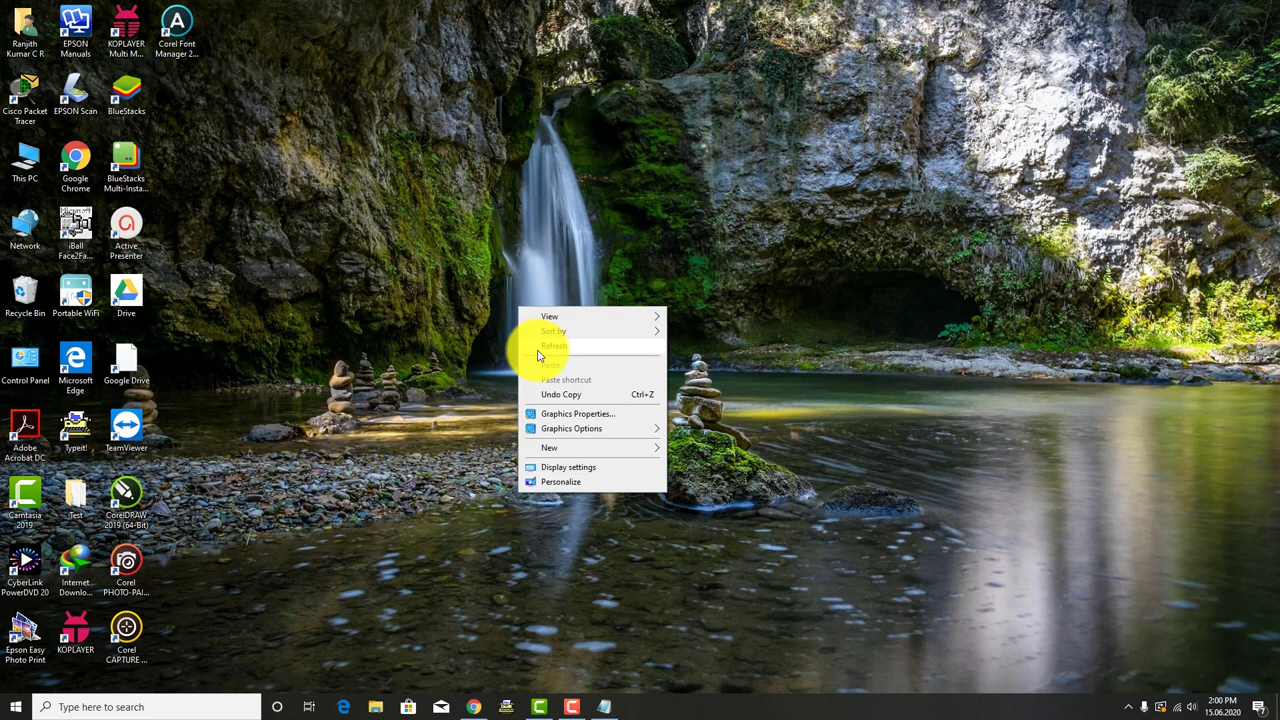 Ranjith
Kumar C R
EPSON
Manuals
KOPLAYER
Multi M...
Corel Font
Manager 2...
Cisco Packet
Tracer
EPSON Scan
BlueStacks
This PC
Google
Chrome
BlueStacks
Multi-Insta...
Network
Microsoft
iBall
Face2Fa...
Active
Presenter
Recycle Bin
Portable WiFi
Drive
Control Panel
Microsoft
Edge
Google Drive
Adobe
Acrobat DC
Typeit!
TeamViewer
Camtasia
2019
Test
CorelDRAW
2019 (64-Bit)
CyberLink
PowerDVD 20
Internet
Downlo...
Corel
PHOTO-PAI...
Epson Easy
Photo Print
KOPLAYER
Corel
CAPTURE ...
View
Sort by
Refresh
Paste
Paste shortcut
Undo Copy Ctrl+Z
Graphics Properties...
Graphics Options
New
Display settings
Personalize
Type here to search
2:00 PM
15.06.2020